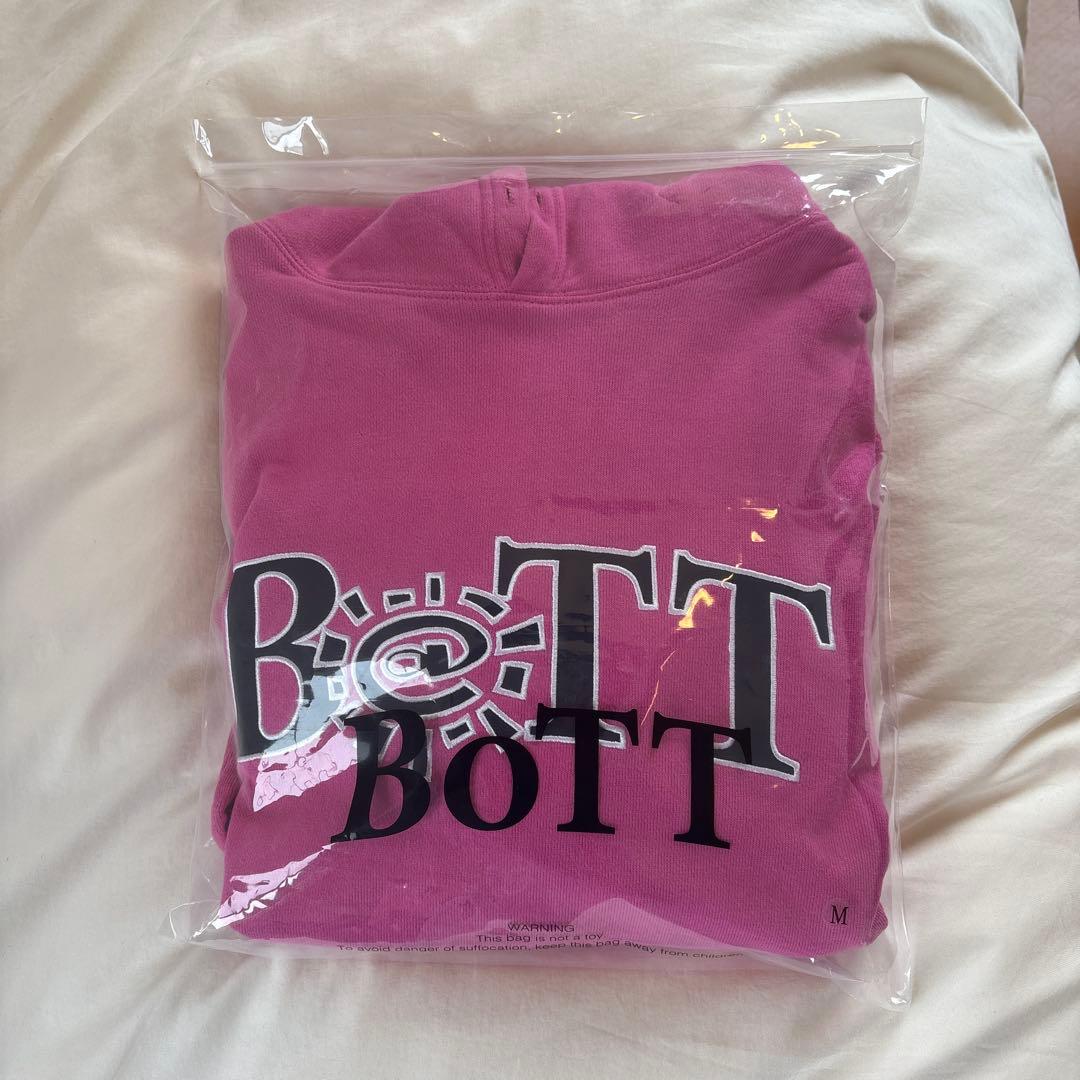 B@TT
BoTT
M
WARNING
This bag is not a toy
To avoid danger of suffocation, keep this bag away from children.